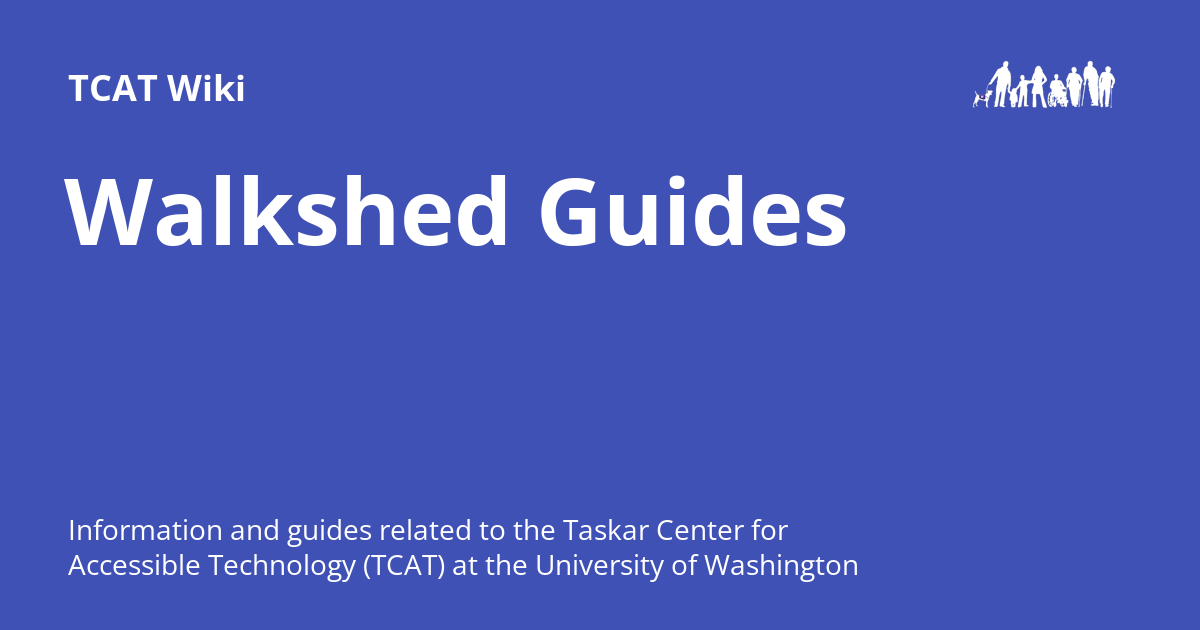 TCAT Wiki
Walkshed Guides
Information and guides related to the Taskar Center for
Accessible Technology (TCAT) at the University of Washington